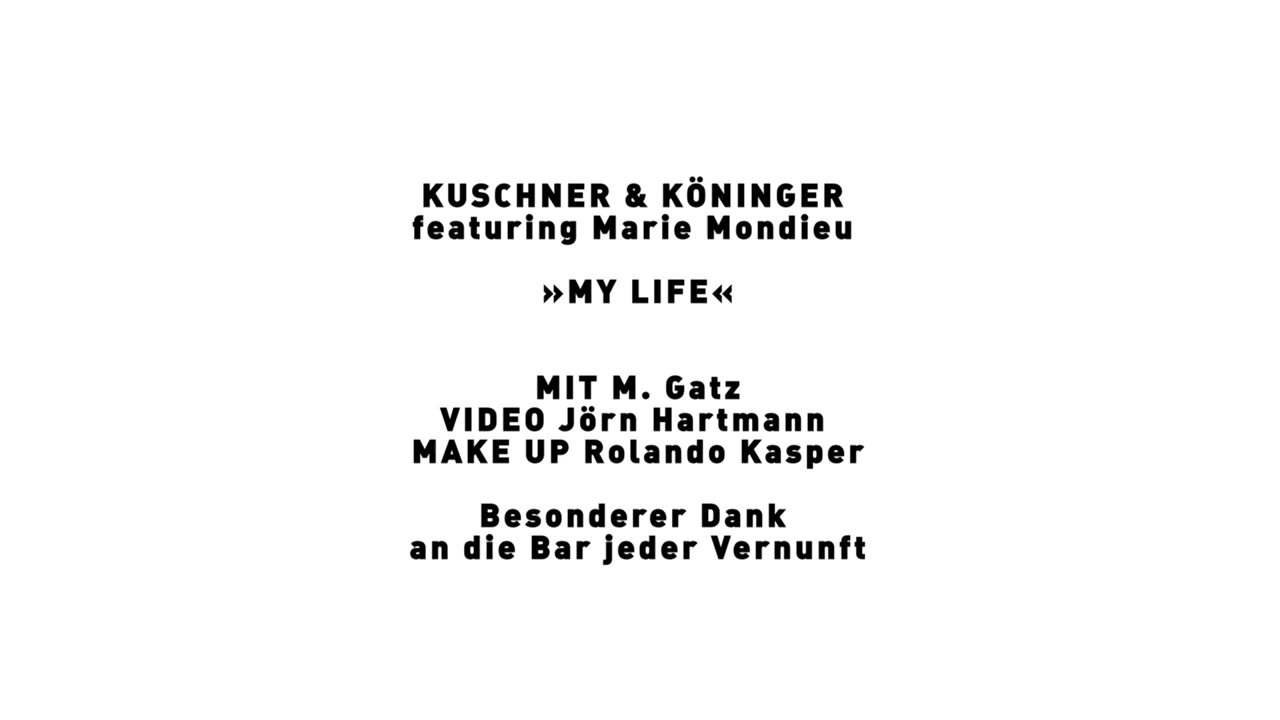 KUSCHNER & KÖNINGER
featuring Marie Mondieu
»MY LIFE«
MIT M. Gatz
VIDEO Jörn Hartmann
MAKE UP Rolando Kasper
Besonderer Dank
an die Bar jeder Vernunft